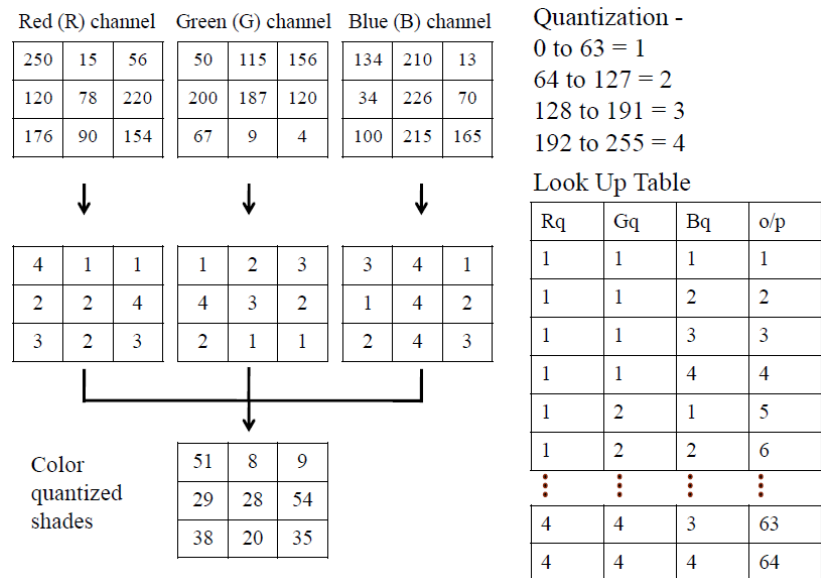 Red (R) channel Green (G) channel Blue (B) channel
250 15 56
120 78 220
176 90 154
50 115 156
200 187 120
67 9 4
134 210 13
34 226 70
100 215 165
4 1 1
2 2 4
3 2 3
1 2 3
4 3 2
2 1 1
3 4 1
1 4 2
2 4 3
Color
quantized
shades
51 8 9
29 28 54
38 20 35
Quantization -
0 to 63 = 1
64 to 127 = 2
128 to 191 = 3
192 to 255 = 4
Look Up Table
Rq Gq Bq o/p
1 1 1 1
1 1 2 2
1 1 3 3
1 1 4 4
1 2 1 5
1 2 2 6
4 4 3 63
4 4 4 64